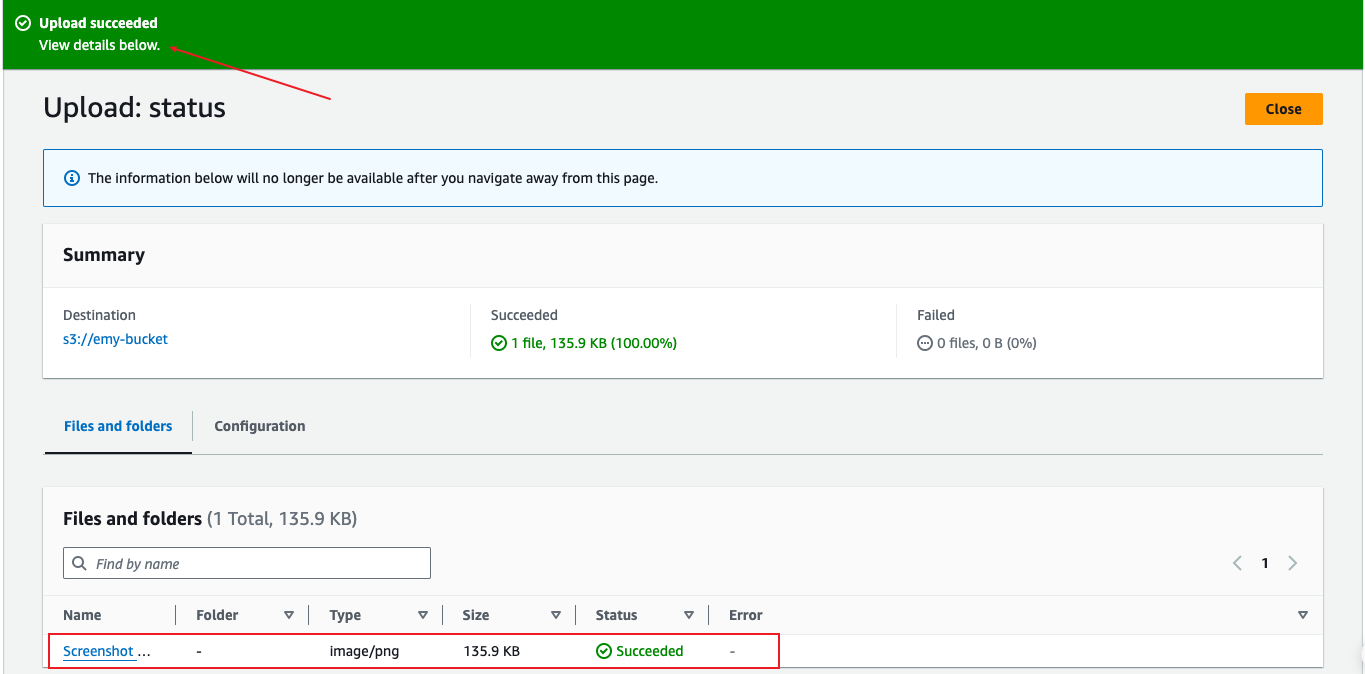 Upload succeeded
View details below.
Upload: status
Close
The information below will no longer be available after you navigate away from this page.
Summary
Destination
s3://emy-bucket
Succeeded
1 file, 135.9 KB (100.00%)
Failed
0 files, 0 B (0%)
Files and folders
Configuration
Files and folders (1 Total, 135.9 KB)
Find by name
1
Name Folder Type Size Status Error
Screenshot ... - image/png 135.9 KB Succeeded -